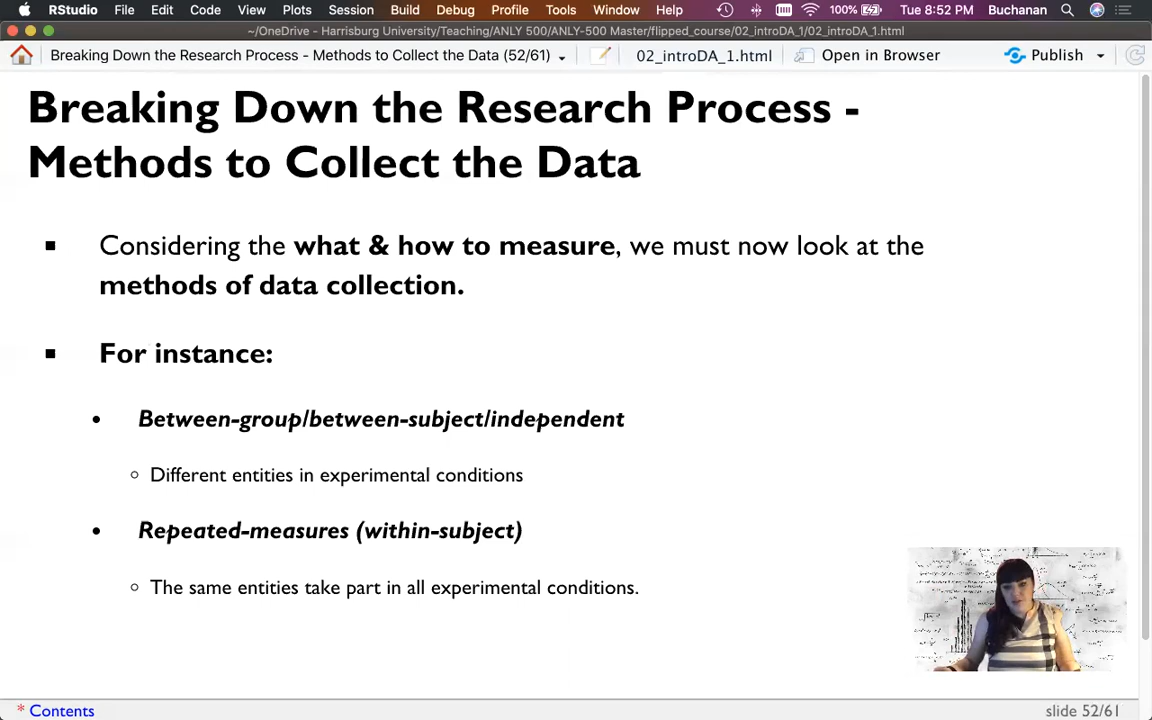 RStudio File Edit Code View Plots Session Build Debug Profile Tools Window Help 100% Tue 8:52 PM Buchanan
~/OneDrive - Harrisburg University/Teaching/ANLY 500/ANLY-500 Master/flipped_course/02_introDA_1/02_introDA_1.html
Breaking Down the Research Process - Methods to Collect the Data (52/61) 02_introDA_1.html Open in Browser Publish
Breaking Down the Research Process -
Methods to Collect the Data
Considering the what & how to measure, we must now look at the
methods of data collection.
For instance:
Between-group/between-subject/independent
Different entities in experimental conditions
Repeated-measures (within-subject)
The same entities take part in all experimental conditions.
* Contents slide 52/61